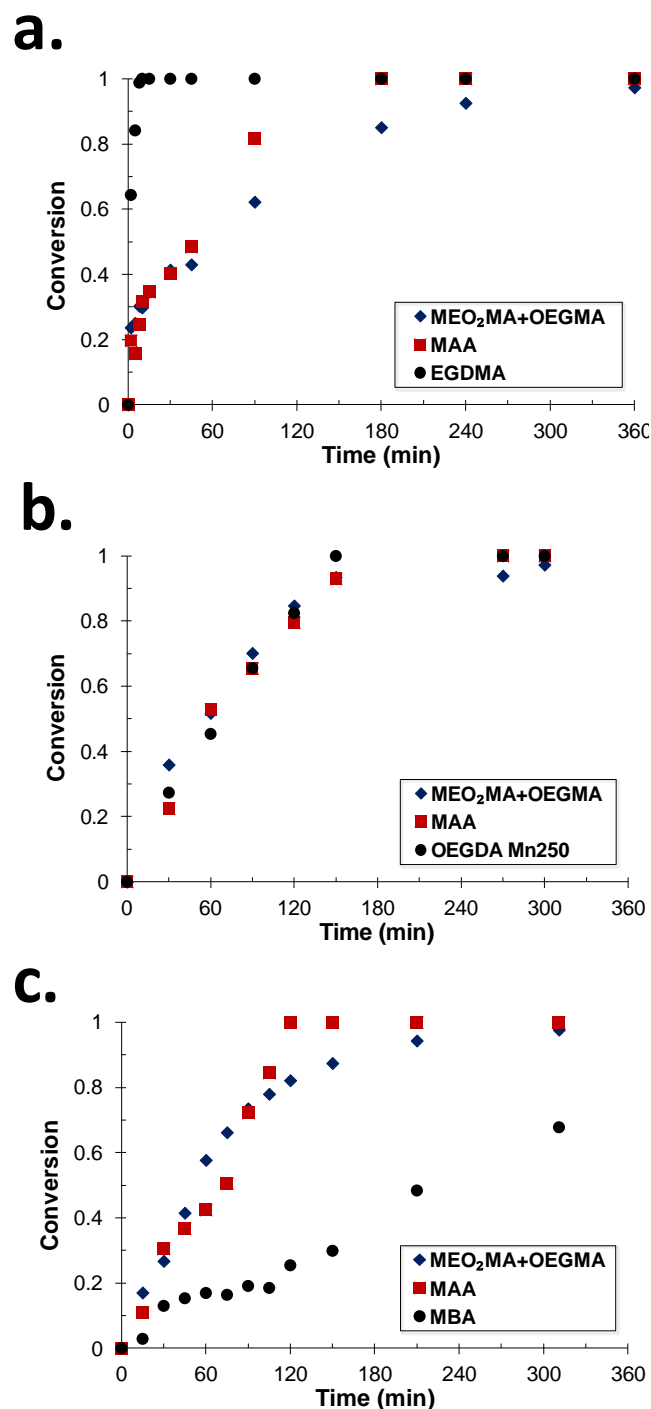 a.
1
0.8
0.6
0.4
0.2
0
Conversion
MEO₂MA+OEGMA
MAA
EGDMA
0 60 120 180 240 300 360
Time (min)
b.
1
0.8
0.6
0.4
0.2
0
Conversion
MEO₂MA+OEGMA
MAA
OEGDA Mn250
0 60 120 180 240 300 360
Time (min)
c.
1
0.8
0.6
0.4
0.2
0
Conversion
MEO₂MA+OEGMA
MAA
MBA
0 60 120 180 240 300 360
Time (min)